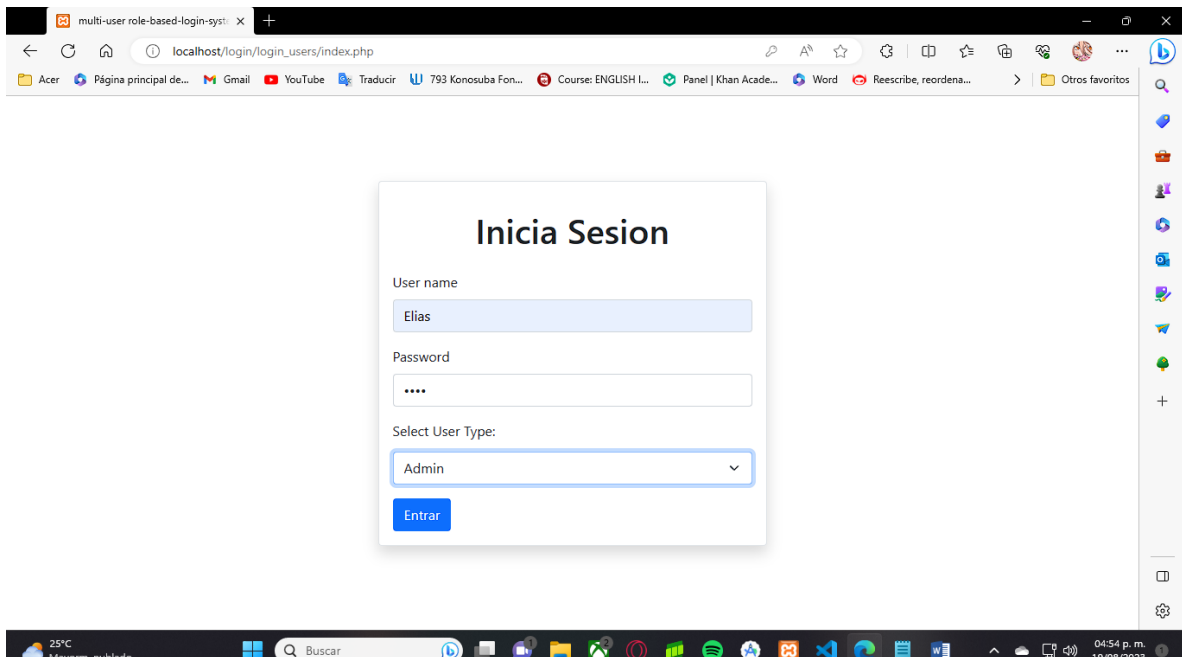 multi-user role-based-login-syst
localhost/login/login_users/index.php
Acer
Página principal de...
Gmail
YouTube
Traducir
793 Konosuba Fon...
Course: ENGLISH I...
Panel | Khan Acade...
Word
Reescribe, reordena...
Otros favoritos
Inicia Sesion
User name
Elias
Password
••••
Select User Type:
Admin
Entrar
25°C
Buscar
04:54 p. m.